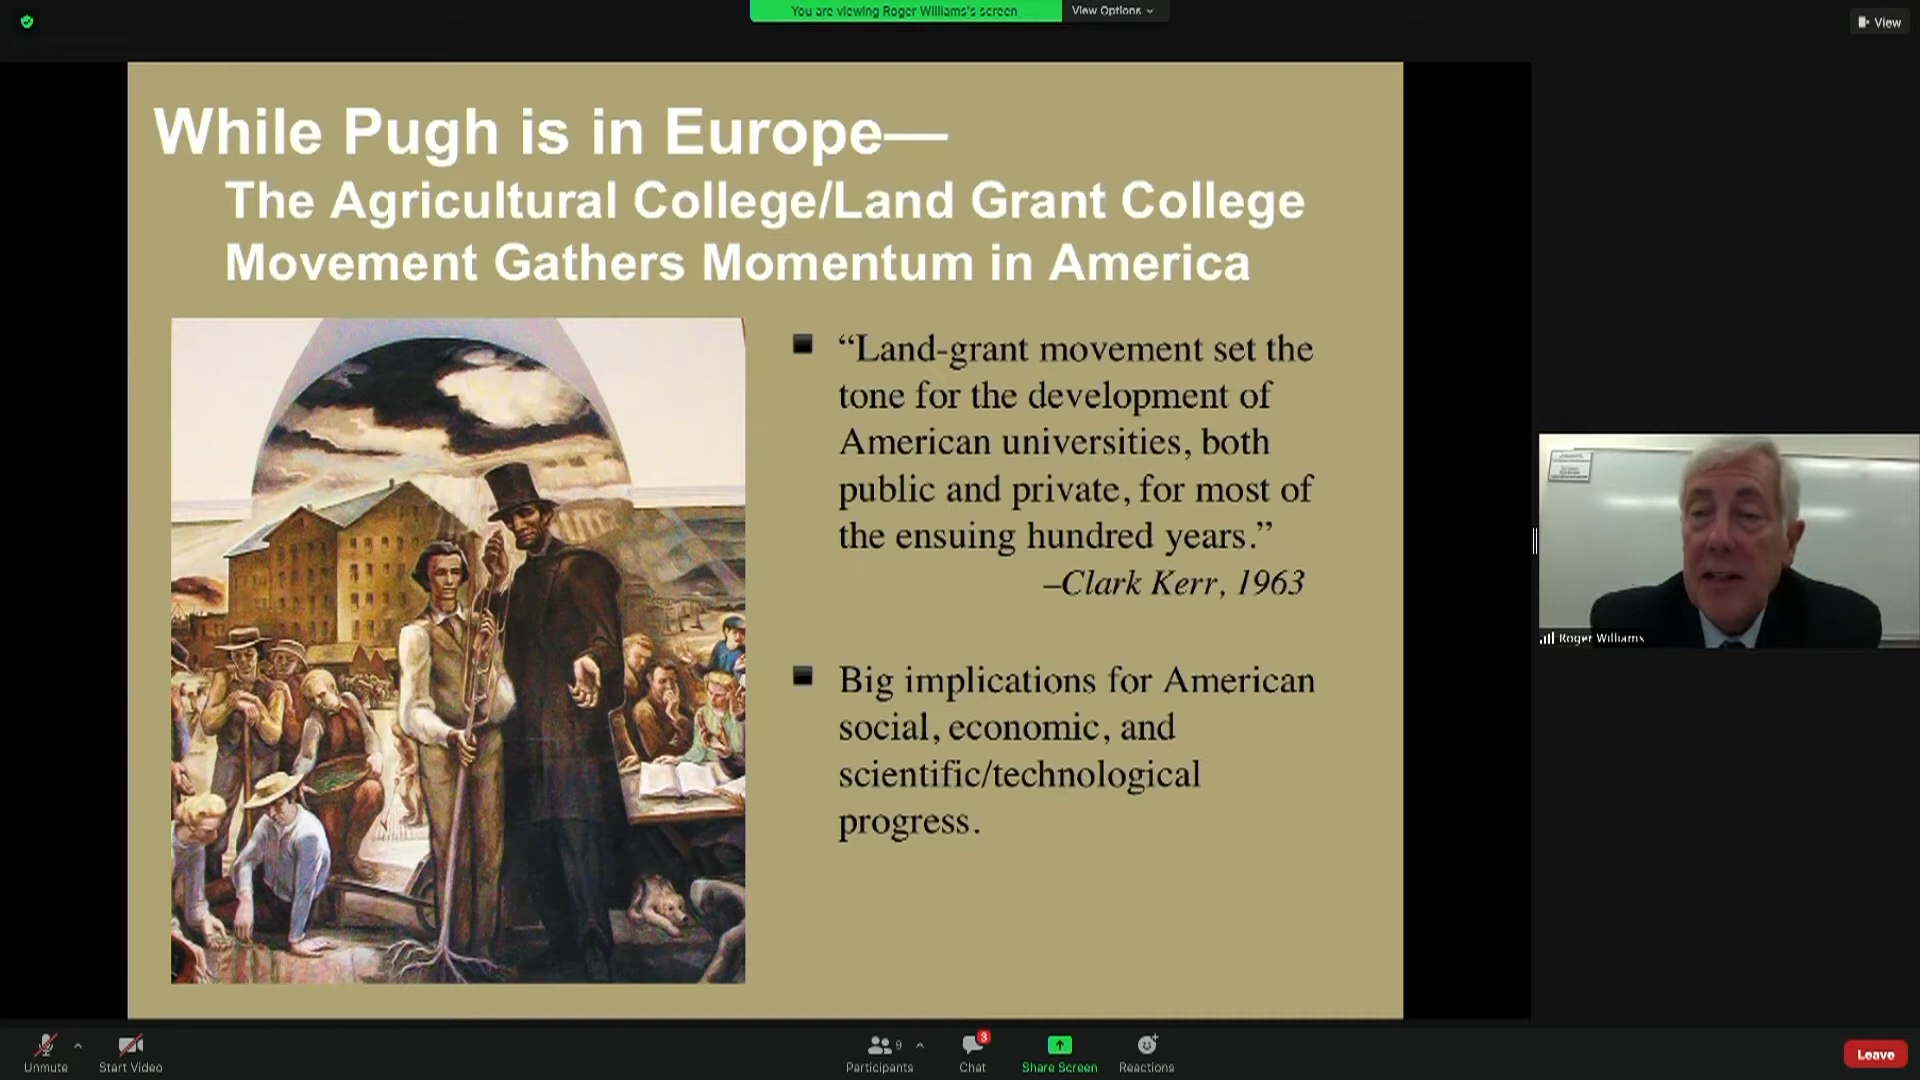 You are viewing Roger Williams's screen
View Options
View
While Pugh is in Europe—
The Agricultural College/Land Grant College
Movement Gathers Momentum in America
“Land-grant movement set the
tone for the development of
American universities, both
public and private, for most of
the ensuing hundred years.”
–Clark Kerr, 1963
Big implications for American
social, economic, and
scientific/technological
progress.
Roger Williams
Unmute
Start Video
9
Participants
3
Chat
Share Screen
Reactions
Leave